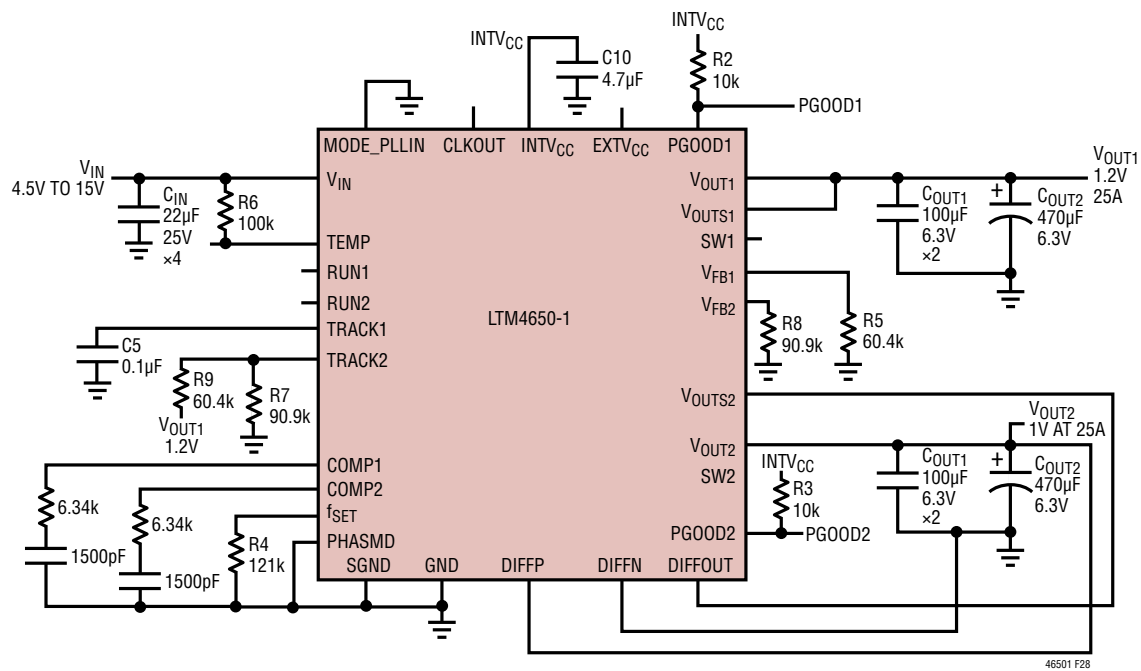 INTVCC
INTVCC
C10
4.7µF
R2
10k
PGOOD1
MODE_PLLIN
CLKOUT
INTVCC
EXTVCC
PGOOD1
VIN
4.5V TO 15V
CIN
22µF
25V
×4
R6
100k
VIN
TEMP
RUN1
RUN2
TRACK1
TRACK2
C5
0.1µF
R9
60.4k
VOUT1
1.2V
R7
90.9k
LTM4650-1
VOUT1
VOUTS1
SW1
VFB1
VFB2
COUT1
100µF
6.3V
×2
COUT2
470µF
6.3V
VOUT1
1.2V
25A
R8
90.9k
R5
60.4k
VOUTS2
VOUT2
SW2
PGOOD2
VOUT2
1V AT 25A
INTVCC
R3
10k
PGOOD2
COUT1
100µF
6.3V
×2
COUT2
470µF
6.3V
COMP1
COMP2
fSET
PHASMD
6.34k
6.34k
1500pF
1500pF
R4
121k
SGND
GND
DIFFP
DIFFN
DIFFOUT
46501 F28